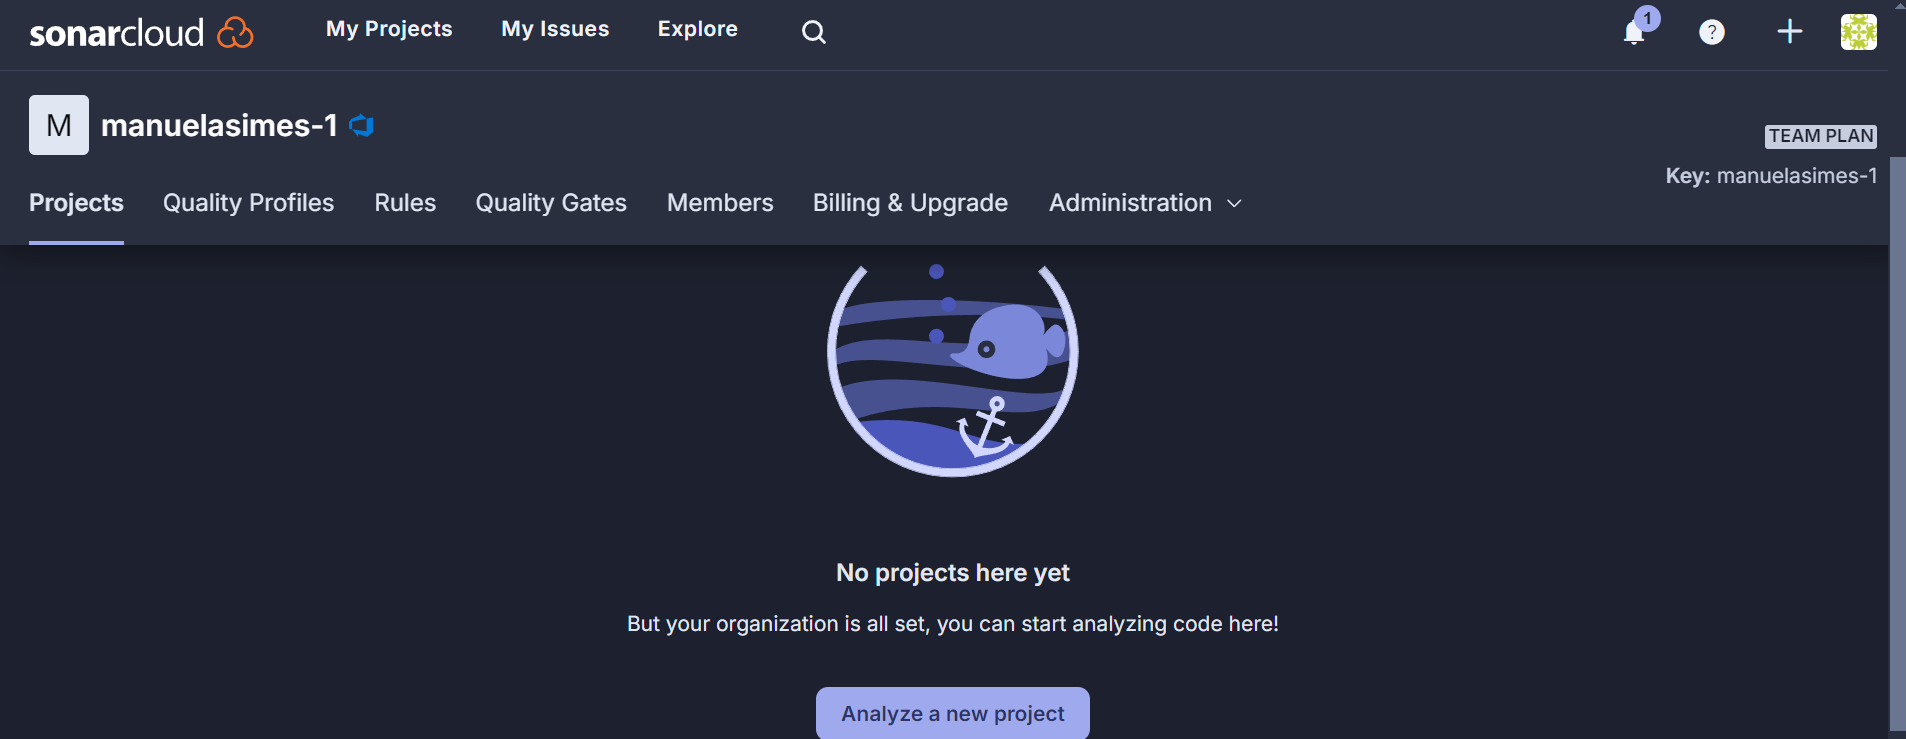 sonarcloud My Projects My Issues Explore 1 ?
M manuelasimes-1
TEAM PLAN
Key: manuelasimes-1
Projects Quality Profiles Rules Quality Gates Members Billing & Upgrade Administration
No projects here yet
But your organization is all set, you can start analyzing code here!
Analyze a new project